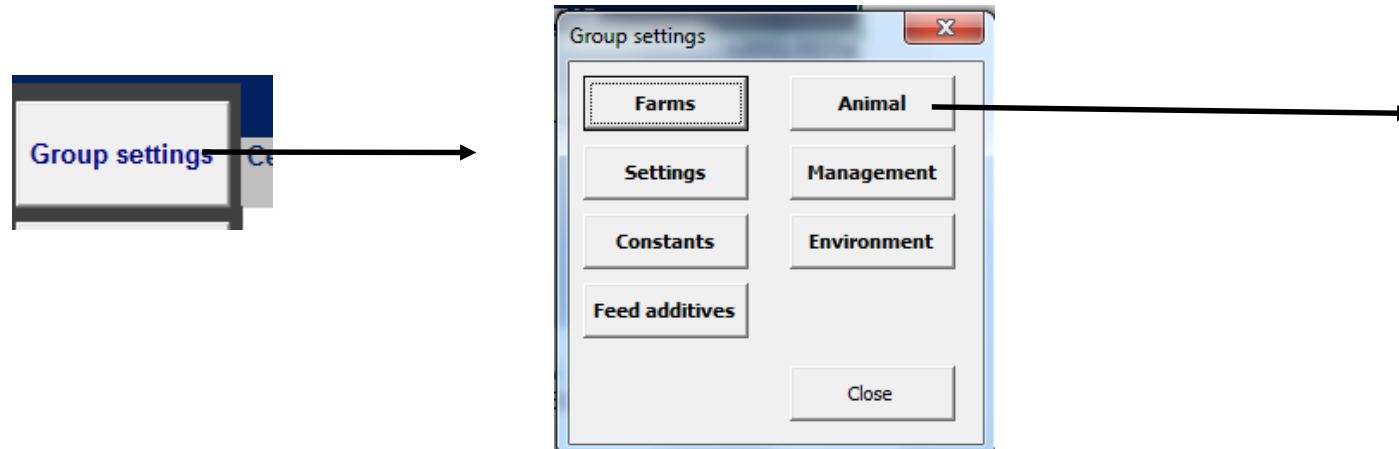 Group settings
Group settings
Farms
Animal
Settings
Management
Constants
Environment
Feed additives
Close